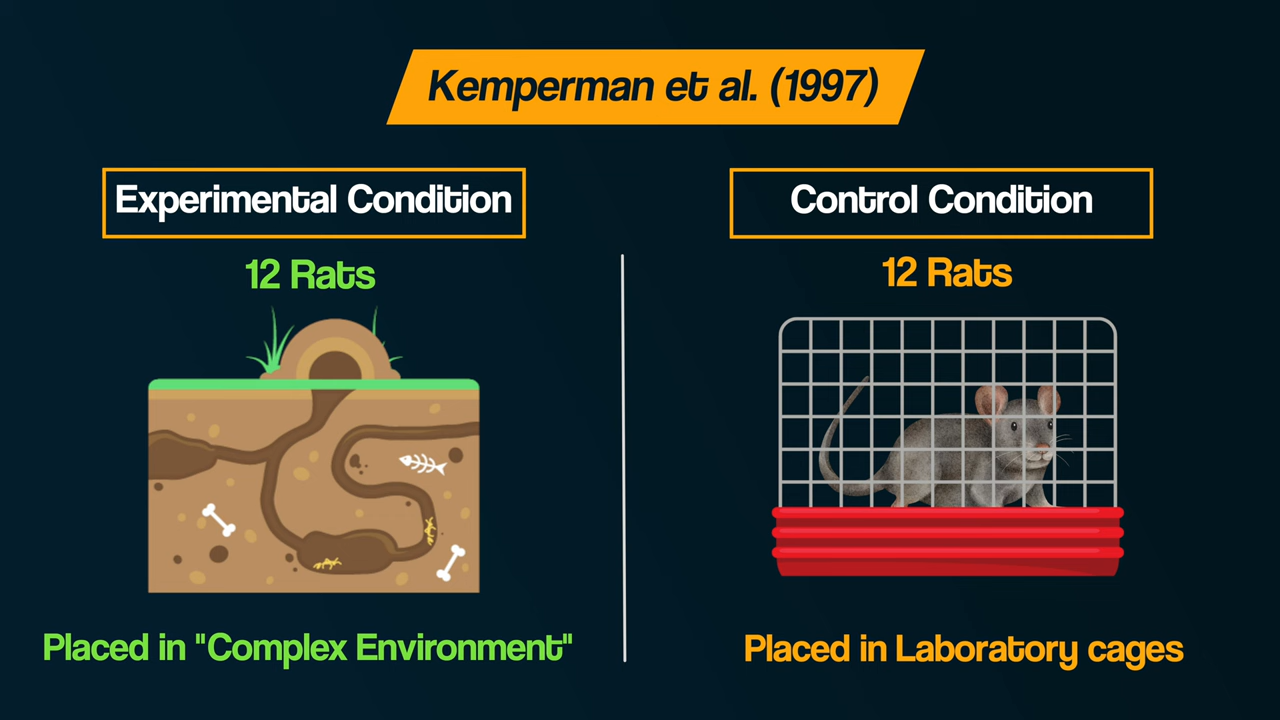 Kemperman et al. (1997)
Experimental Condition
12 Rats
Placed in "Complex Environment"
Control Condition
12 Rats
Placed in Laboratory cages